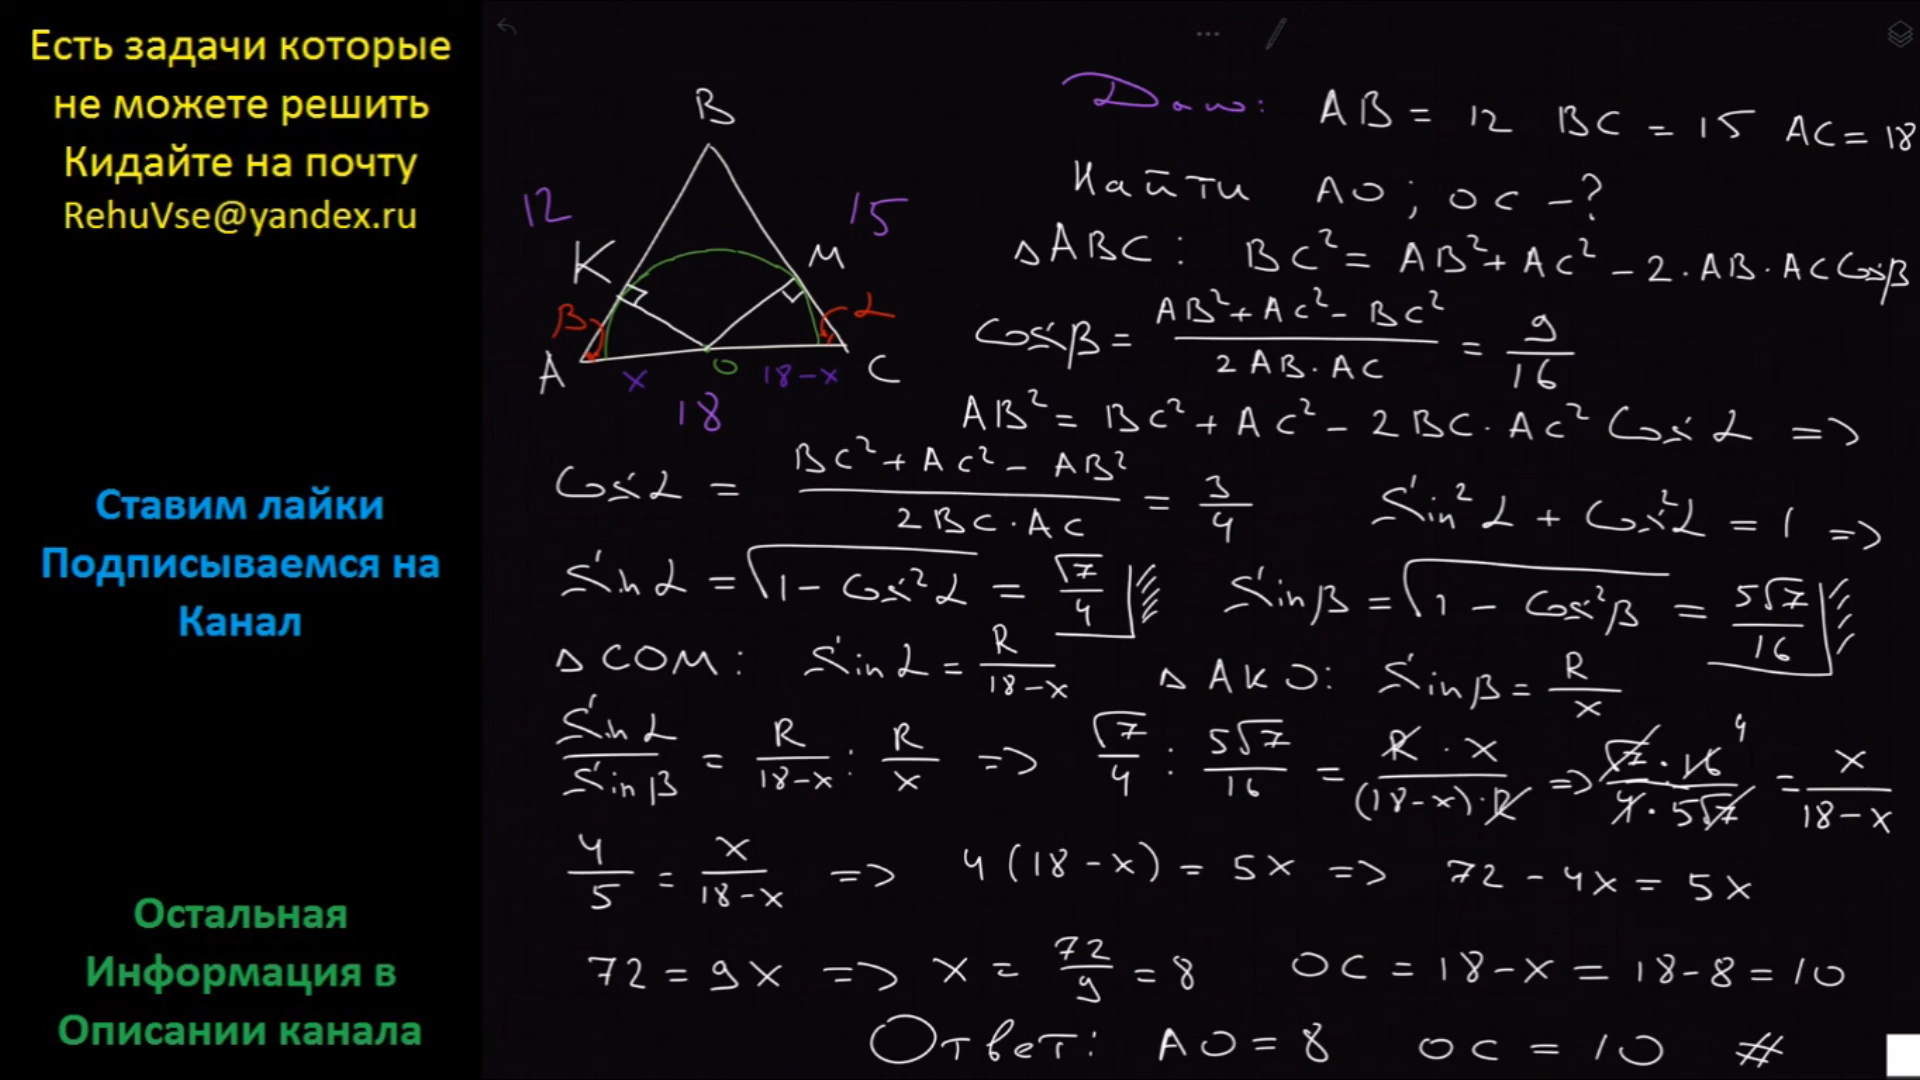 Есть задачи которые
не можете решить
Кидайте на почту
RehuVse@yandex.ru
Ставим лайки
Подписываемся на
Канал
Остальная
Информация в
Описании канала
B
12
15
K
M
β
α
A
x
O
18-x
C
18
Дано: AB = 12 BC = 15 AC = 18
Найти AO; OC -?
△ABC: BC² = AB² + AC² - 2·AB·AC Cosβ
Cosβ = (AB² + AC² - BC²)/(2AB·AC) = 9/16
AB² = BC² + AC² - 2BC·AC² Cosα =>
Cosα = (BC² + AC² - AB²)/(2BC·AC) = 3/4 Sin²α + Cos²α = 1 =>
Sinα = √(1 - Cos²α) = √7/4 Sinβ = √(1 - Cos²β) = 5√7/16
△COM: Sinα = R/(18-x) △AKO: Sinβ = R/x
Sinα/Sinβ = R/(18-x) : R/x => √7/4 : 5√7/16 = (R·x)/((18-x)·R) => (√7·16 4)/(4·5√7) = x/(18-x)
4/5 = x/(18-x) => 4(18-x) = 5x => 72 - 4x = 5x
72 = 9x => x = 72/9 = 8 OC = 18-x = 18-8 = 10
Ответ: AO = 8 OC = 10 #